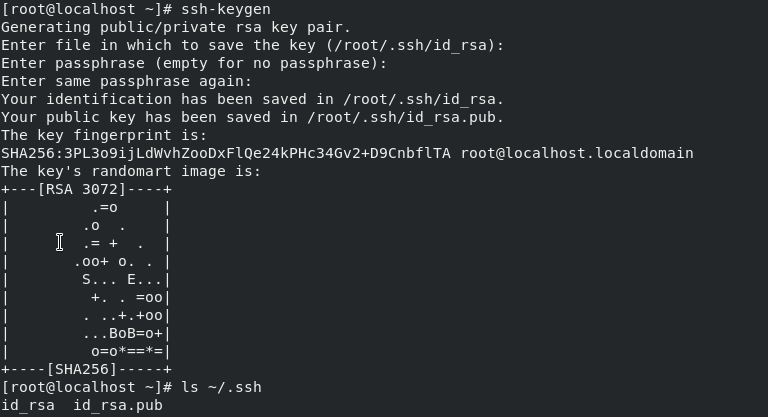 [root@localhost ~]# ssh-keygen
Generating public/private rsa key pair.
Enter file in which to save the key (/root/.ssh/id_rsa):
Enter passphrase (empty for no passphrase):
Enter same passphrase again:
Your identification has been saved in /root/.ssh/id_rsa.
Your public key has been saved in /root/.ssh/id_rsa.pub.
The key fingerprint is:
SHA256:3PL3o9ijLdWvhZooDxFlQe24kPHc34Gv2+D9CnbflTA root@localhost.localdomain
The key's randomart image is:
+---[RSA 3072]----+
|         .=o     |
|        .o  .    |
|        .= +  .  |
|       .oo+ o. . |
|        S... E...|
|         +. . =oo|
|        . ..+.+oo|
|        ...BoB=o+|
|         o=o*==*=|
+----[SHA256]-----+
[root@localhost ~]# ls ~/.ssh
id_rsa  id_rsa.pub